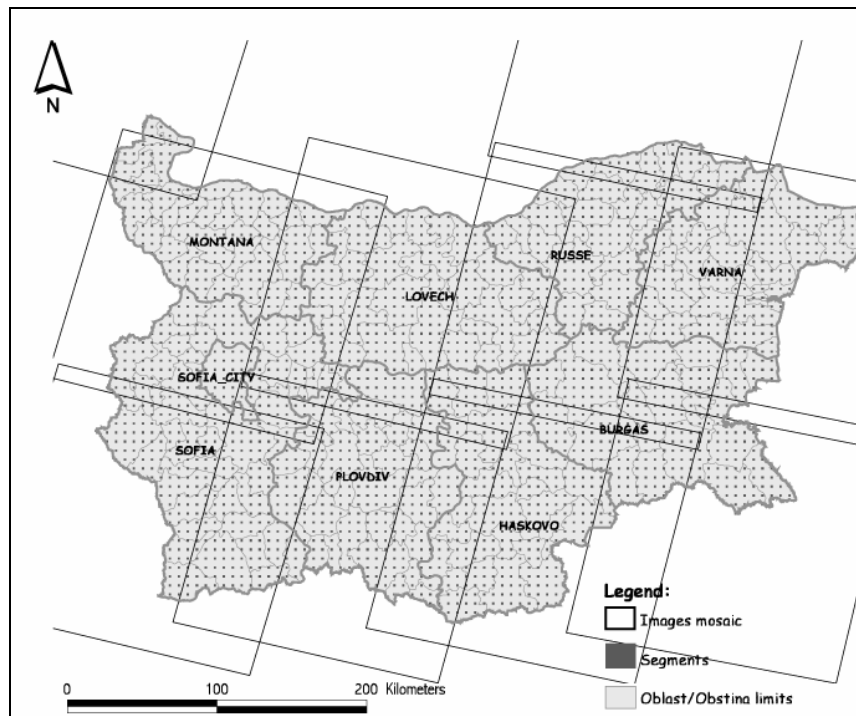 N
MONTANA
RUSSE
VARNA
LOVECH
SOFIA_CITY
BURGAS
SOFIA
PLOVDIV
HASKOVO
Legend:
Images mosaic
Segments
Oblast/Obstina limits
0 100 200 Kilometers